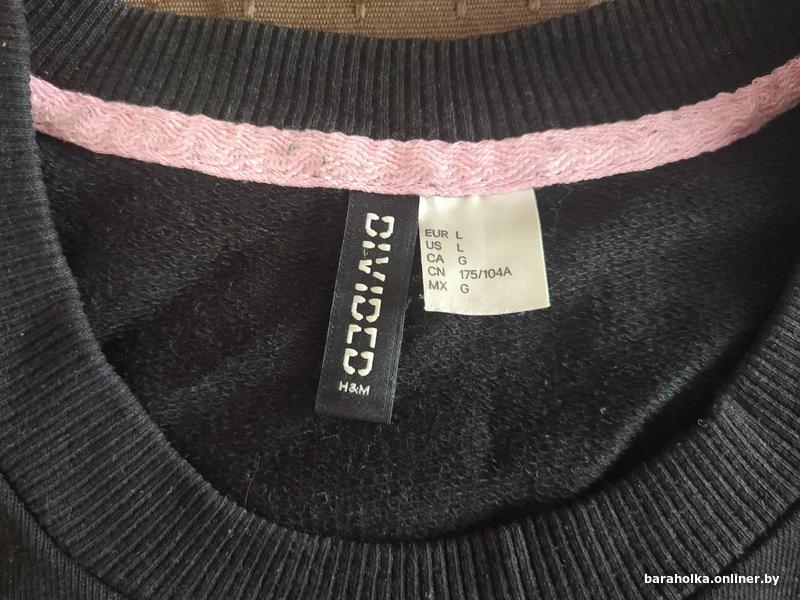 DIVIDED
H&M
EUR L
US L
CA G
CN 175/104A
MX G
baraholka.onliner.by